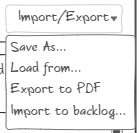 Import/Export
Save As...
Load from...
Export to PDF
Import to backlog...